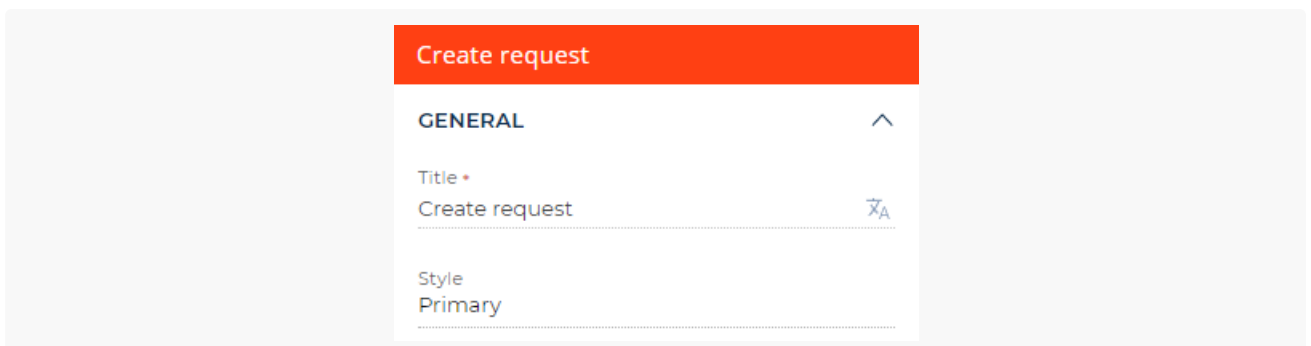 Create request
GENERAL
Title *
Create request
Style
Primary